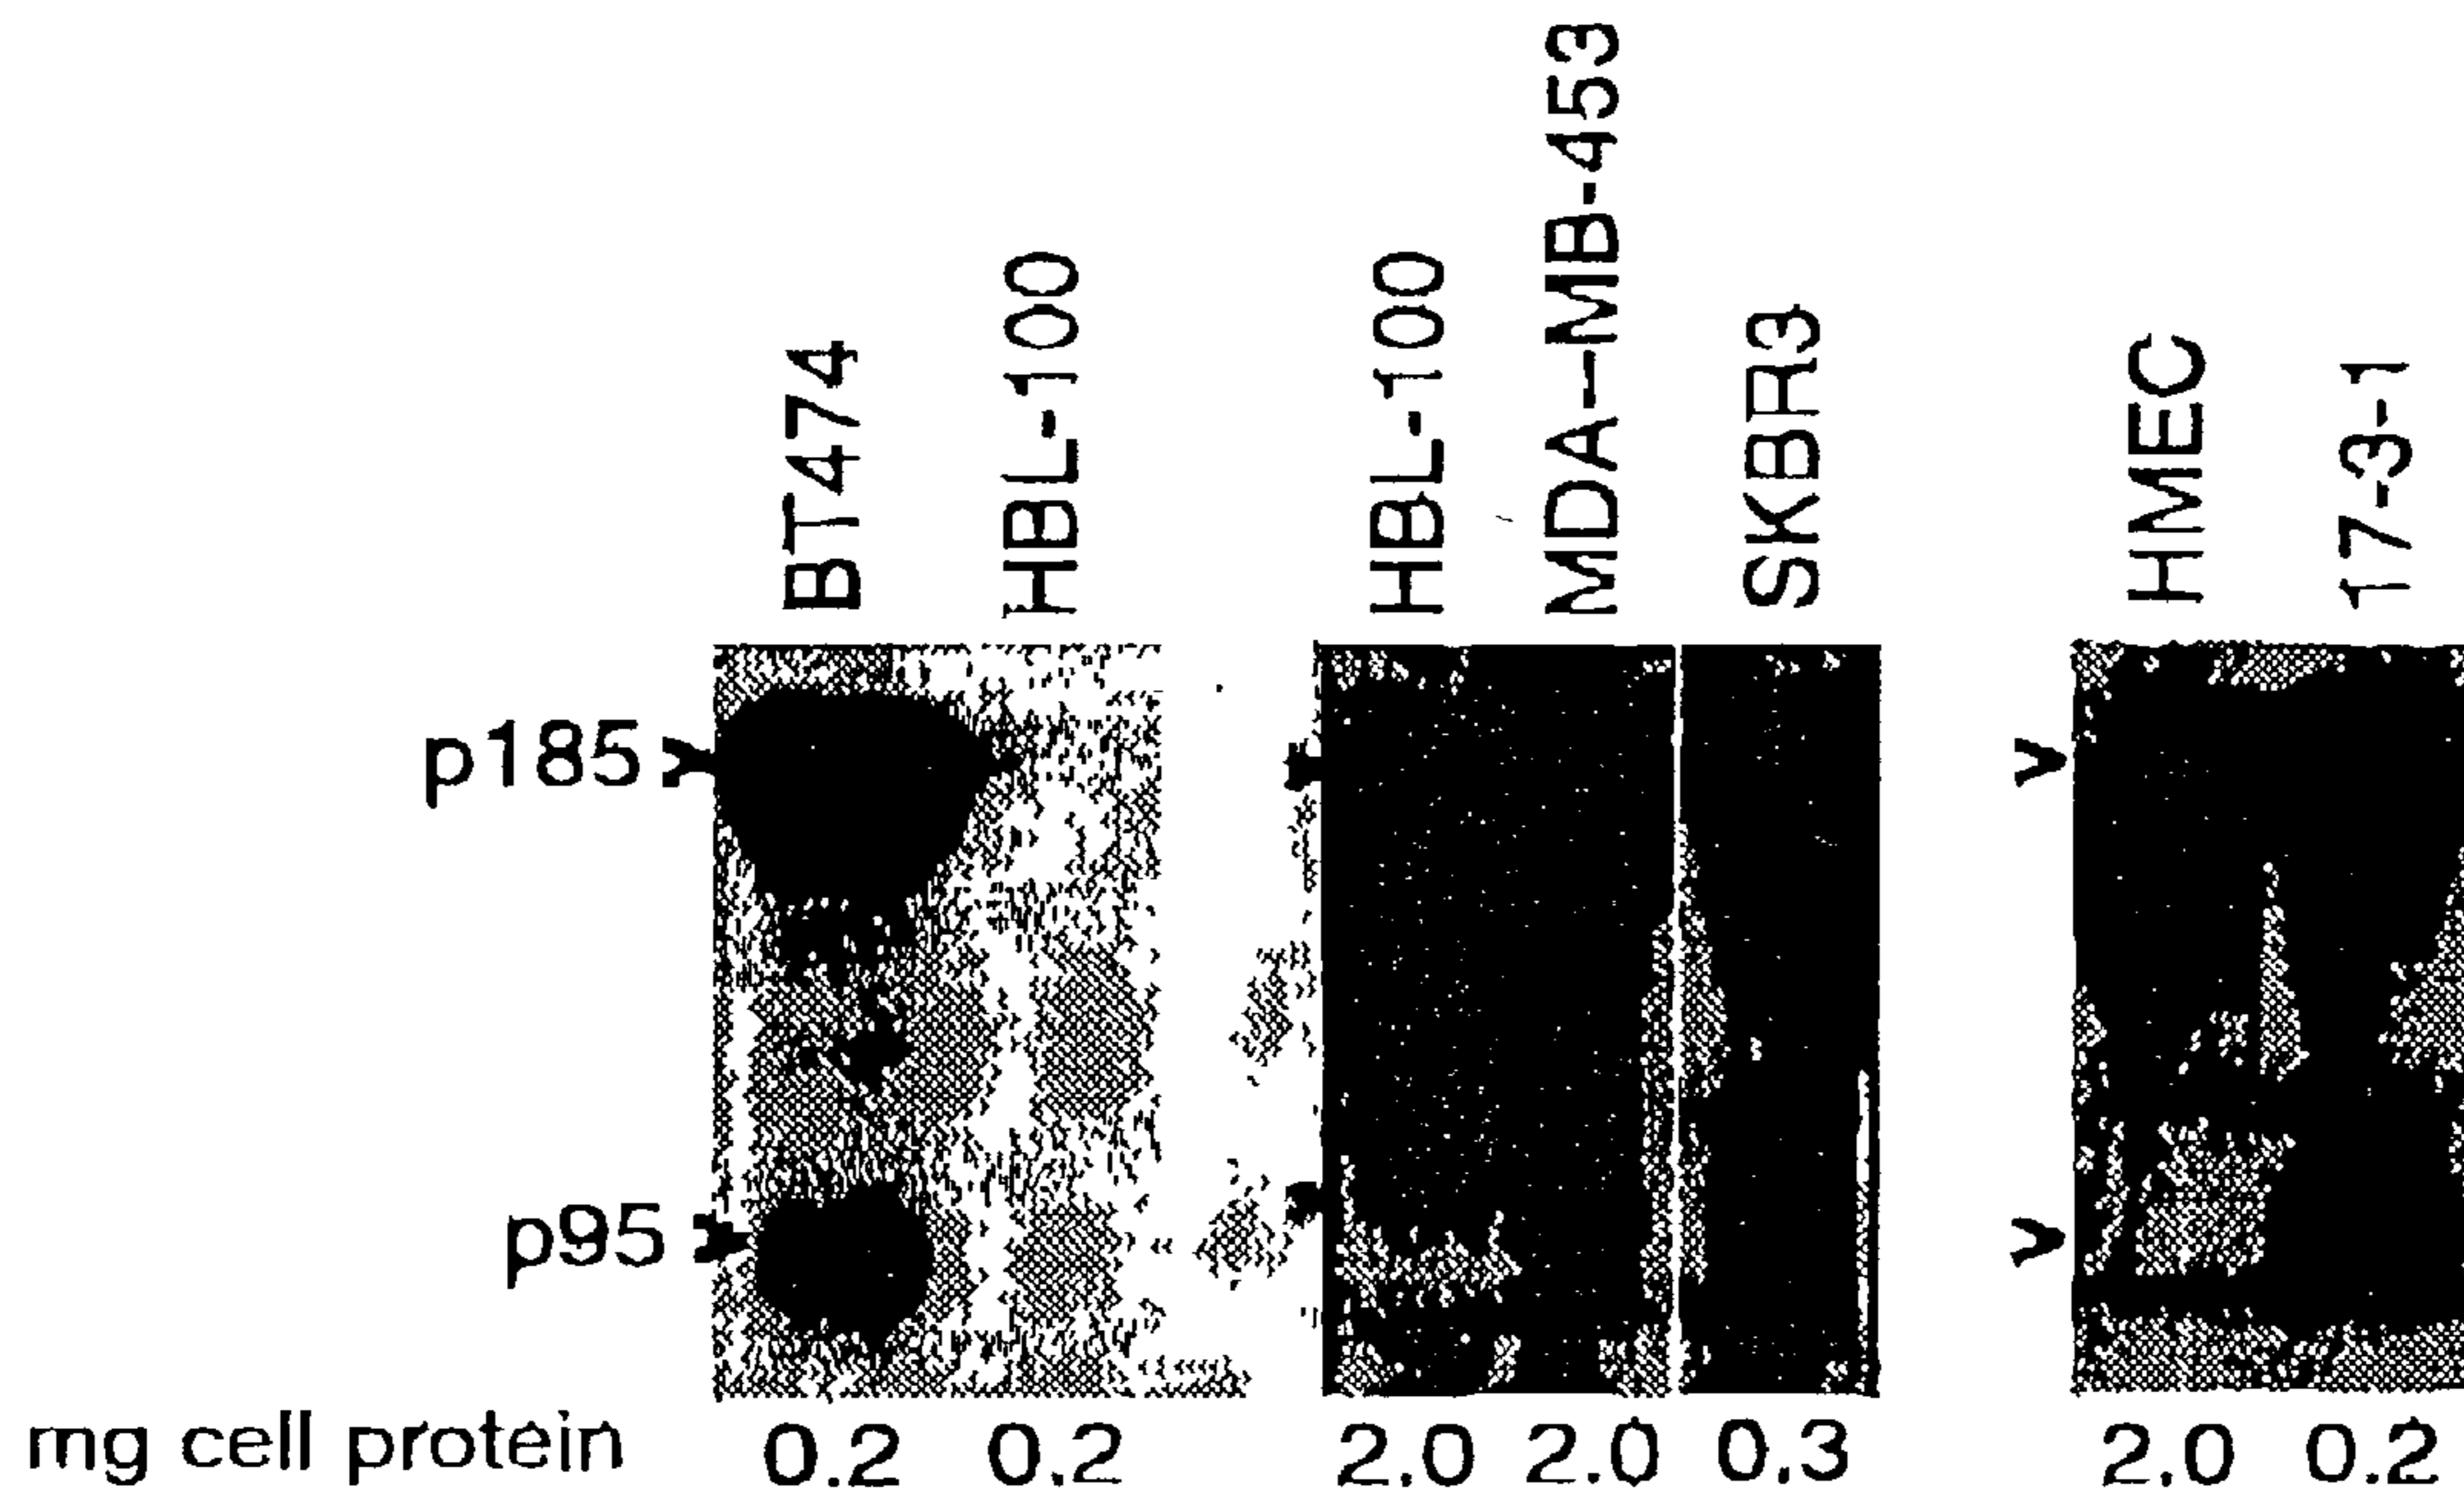 BT474 HBL-100 HBL-100 MDA-MB-453 SKBR3 HMEC 17-3-1
p185
p95
mg cell protein 0.2 0.2 2.0 2.0 0.3 2.0 0.2